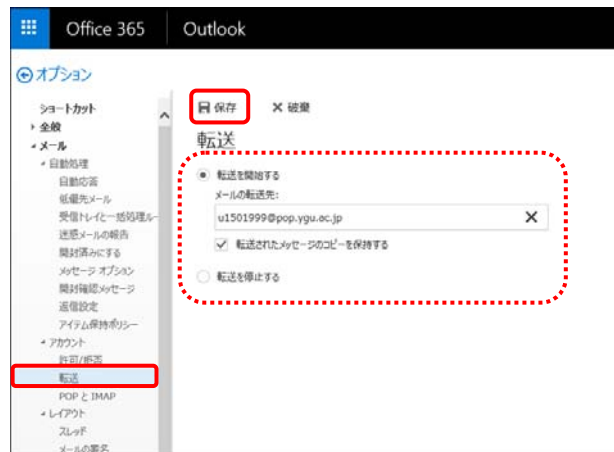 Office 365 Outlook
オプション
ショートカット
全般
メール
自動処理
自動応答
低優先メール
受信トレイと一括処理ルー
迷惑メールの報告
開封済みにする
メッセージ オプション
開封確認メッセージ
返信設定
アイテム保持ポリシー
アカウント
許可/拒否
転送
POP と IMAP
レイアウト
スレッド
メールの署名
保存 破棄
転送
転送を開始する
メールの転送先:
u1501999@pop.ygu.ac.jp
転送されたメッセージのコピーを保持する
転送を停止する